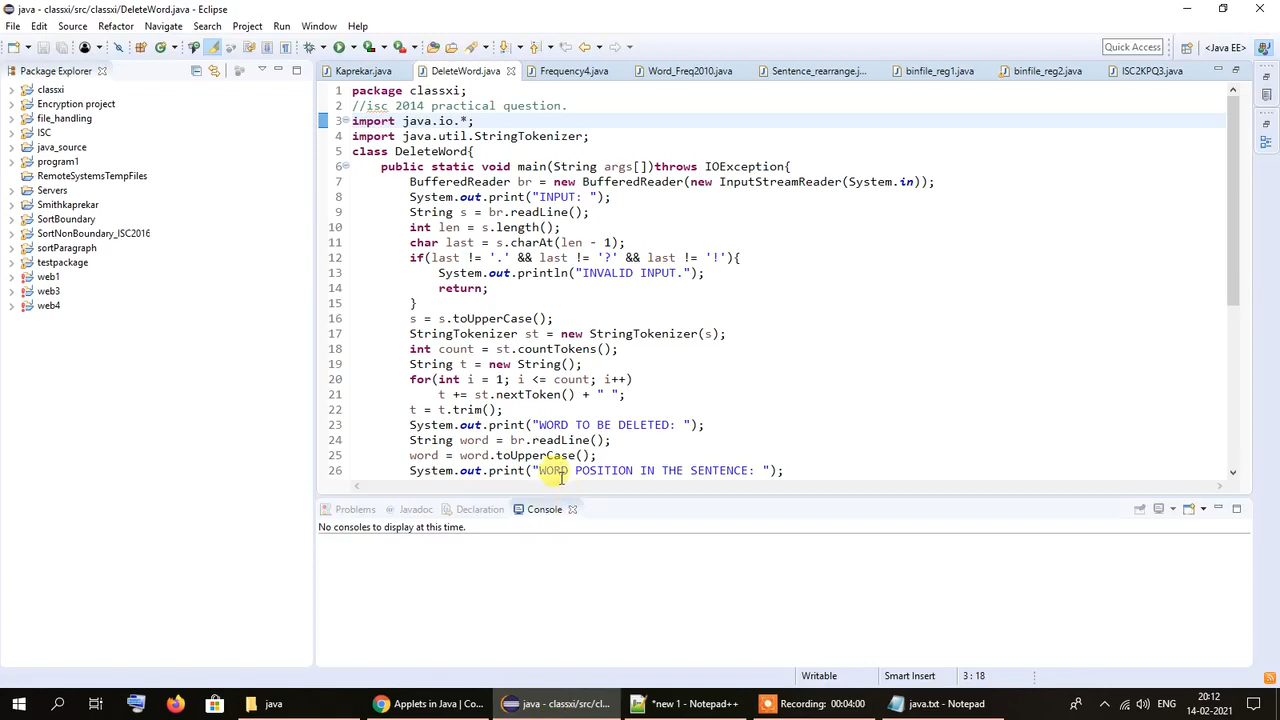 java - classxi/src/classxi/DeleteWord.java - Eclipse
File Edit Source Refactor Navigate Search Project Run Window Help
Quick Access
<Java EE>
Package Explorer
Kaprekar.java
DeleteWord.java
Frequency4.java
Word_Freq2010.java
Sentence_rearrange.j...
binfile_reg1.java
binfile_reg2.java
ISC2KPQ3.java
classxi
Encryption project
file_handling
ISC
java_source
program1
RemoteSystemsTempFiles
Servers
Smithkaprekar
SortBoundary
SortNonBoundary_ISC2016
sortParagraph
testpackage
web1
web3
web4
1 package classxi;
2 //isc 2014 practical question.
3 import java.io.*;
4 import java.util.StringTokenizer;
5 class DeleteWord{
6 public static void main(String args[])throws IOException{
7 BufferedReader br = new BufferedReader(new InputStreamReader(System.in));
8 System.out.print("INPUT: ");
9 String s = br.readLine();
10 int len = s.length();
11 char last = s.charAt(len - 1);
12 if(last != '.' && last != '?' && last != '!'){
13 System.out.println("INVALID INPUT.");
14 return;
15 }
16 s = s.toUpperCase();
17 StringTokenizer st = new StringTokenizer(s);
18 int count = st.countTokens();
19 String t = new String();
20 for(int i = 1; i <= count; i++)
21 t += st.nextToken() + " ";
22 t = t.trim();
23 System.out.print("WORD TO BE DELETED: ");
24 String word = br.readLine();
25 word = word.toUpperCase();
26 System.out.print("WORD POSITION IN THE SENTENCE: ");
Problems Javadoc Declaration Console
No consoles to display at this time.
Writable Smart Insert 3 : 18
java
Applets in Java | Co...
java - classxi/src/cl...
*new 1 - Notepad++
Recording: 00:04:00
java.txt - Notepad
ENG
20:12
14-02-2021